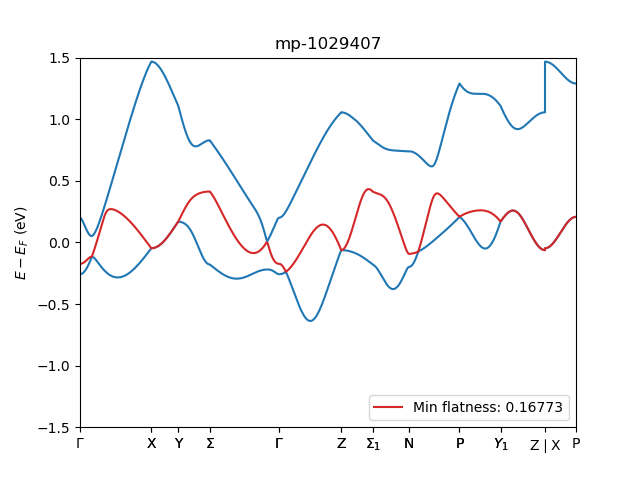 mp-1029407
E − E_F (eV)
1.5
1.0
0.5
0.0
−0.5
−1.0
−1.5
Min flatness: 0.16773
Γ X Y Σ Γ Z Σ₁ N P Y₁ Z | X P